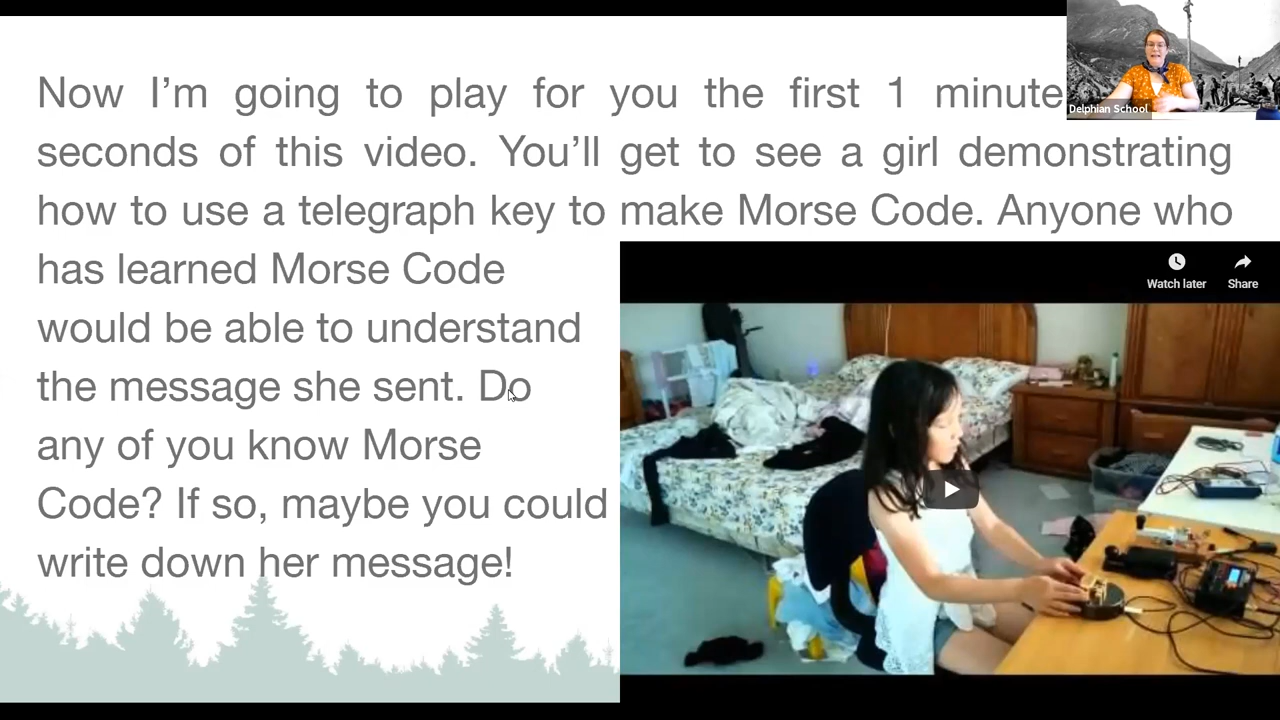 Now I’m going to play for you the first 1 minute
seconds of this video. You’ll get to see a girl demonstrating
how to use a telegraph key to make Morse Code. Anyone who
has learned Morse Code
would be able to understand
the message she sent. Do
any of you know Morse
Code? If so, maybe you could
write down her message!
Delphian School
Watch later
Share